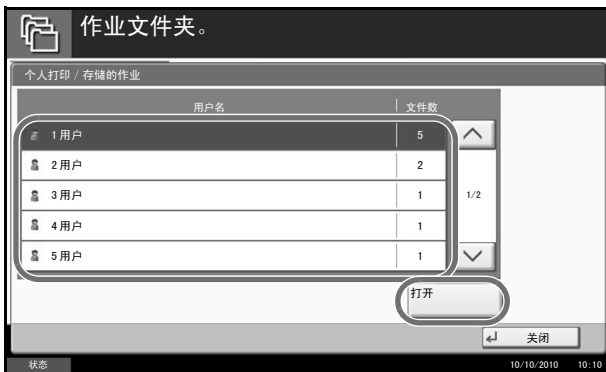 作业文件夹。
个人打印 / 存储的作业
用户名 文件数
1 用户 5
2 用户 2
3 用户 1
1/2
4 用户 1
5 用户 1
打开
关闭
状态 10/10/2010 10:10